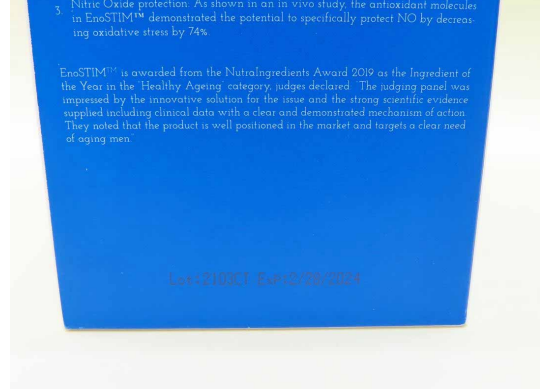 3. Nitric Oxide protection: As shown in an in vivo study, the antioxidant molecules
in EnoSTIM™ demonstrated the potential to specifically protect NO by decreas-
ing oxidative stress by 74%.
EnoSTIM™ is awarded from the NutraIngredients Award 2019 as the Ingredient of
the Year in the "Healthy Ageing" category, judges declared: "The judging panel was
impressed by the innovative solution for the issue and the strong scientific evidence
supplied including clinical data with a clear and demonstrated mechanism of action.
They noted that the product is well positioned in the market and targets a clear need
of aging men."